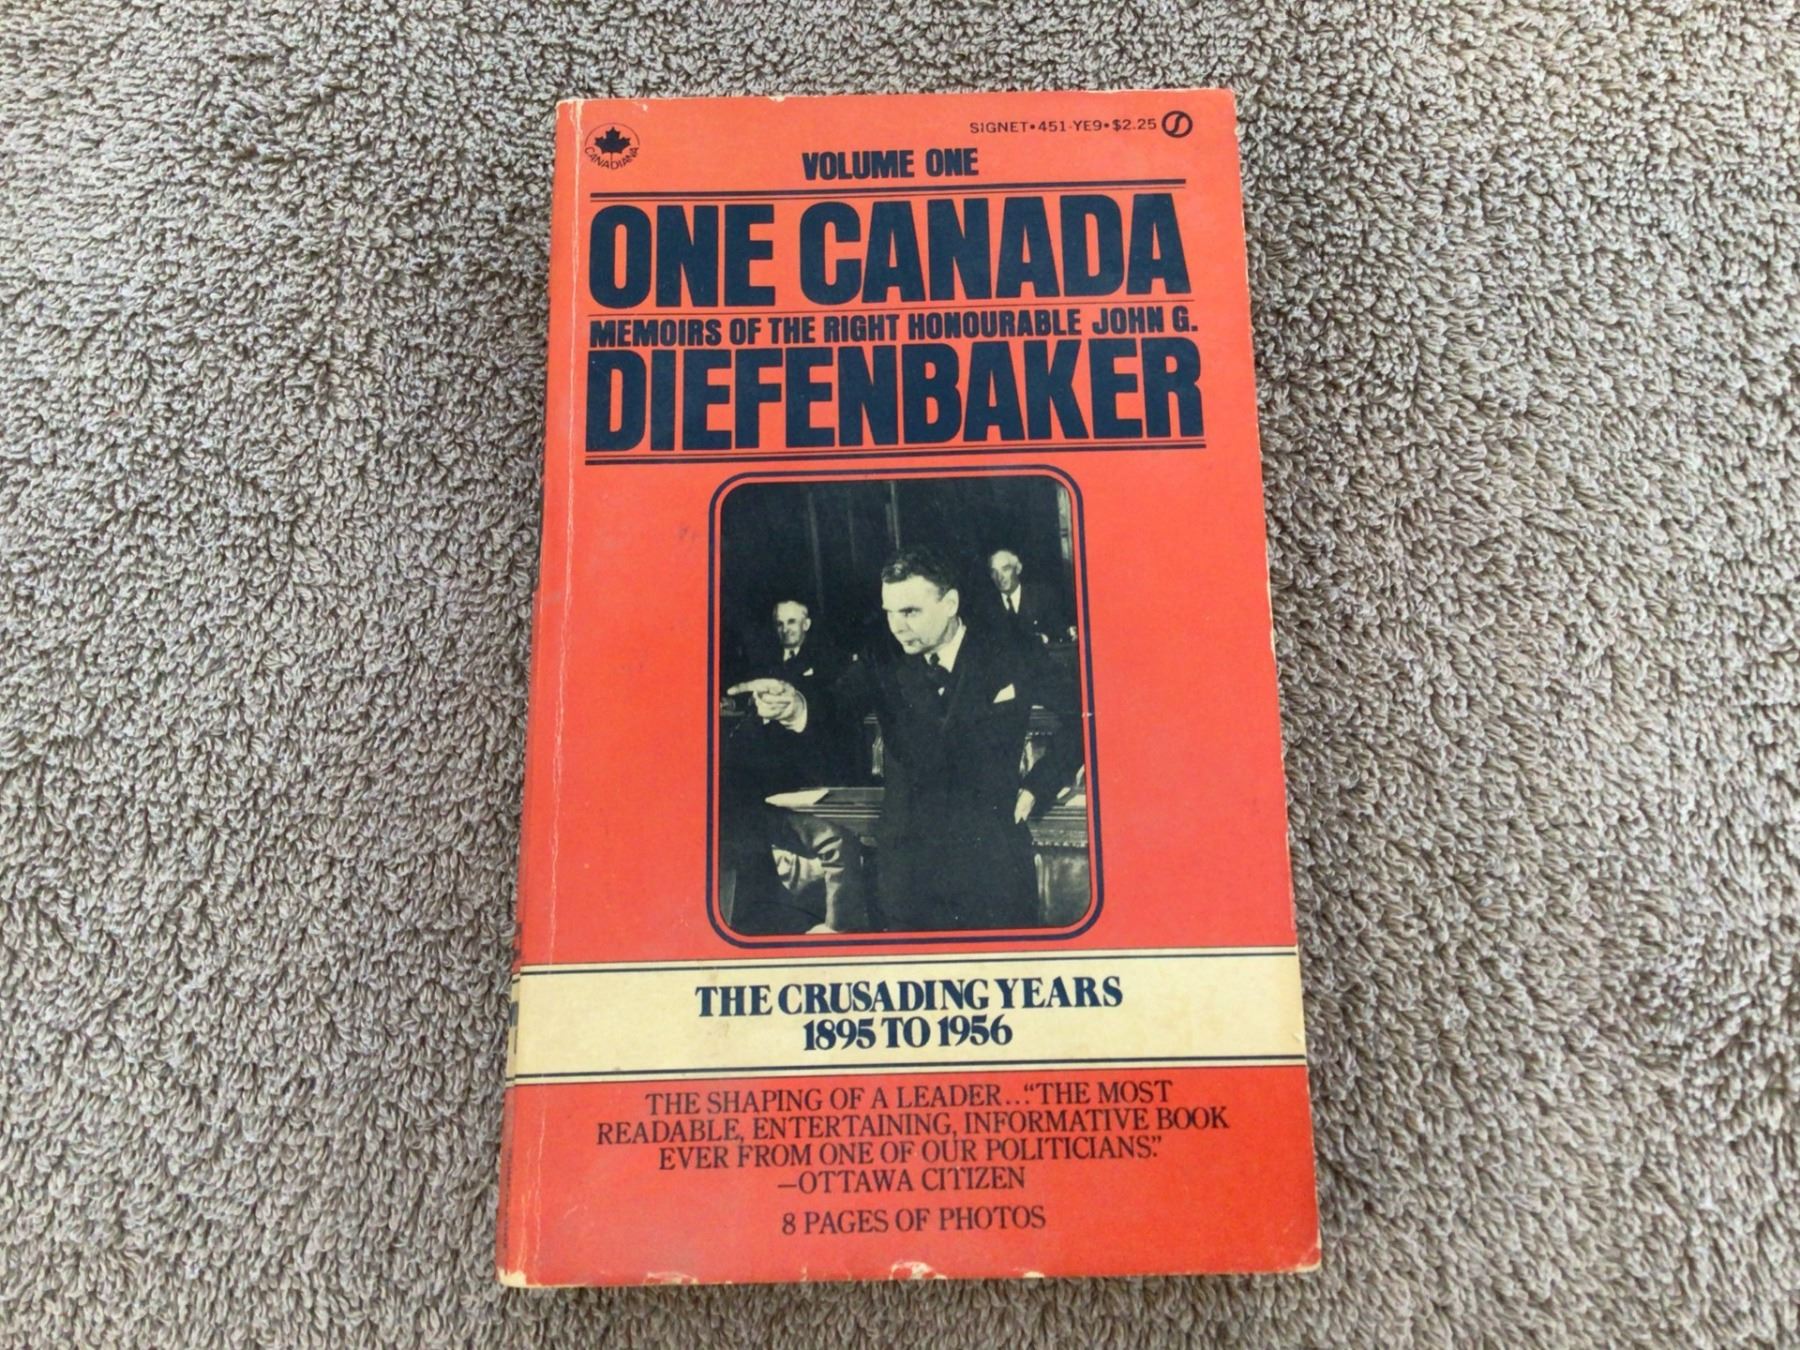 CANADIANA
SIGNET•451-YE9•$2.25
VOLUME ONE
ONE CANADA
MEMOIRS OF THE RIGHT HONOURABLE JOHN G.
DIEFENBAKER
THE CRUSADING YEARS
1895 TO 1956
THE SHAPING OF A LEADER...“THE MOST
READABLE, ENTERTAINING, INFORMATIVE BOOK
EVER FROM ONE OF OUR POLITICIANS.”
—OTTAWA CITIZEN
8 PAGES OF PHOTOS